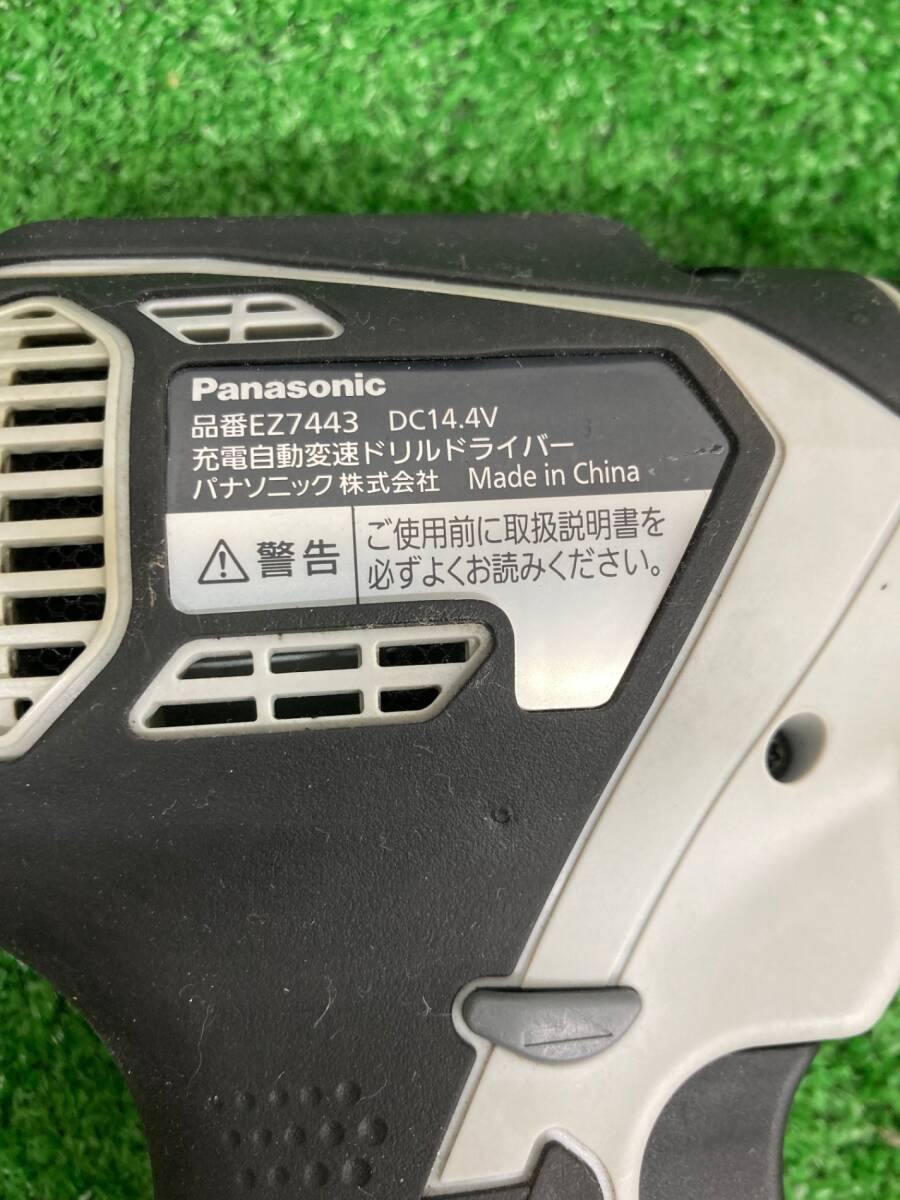 Panasonic
品番EZ7443 DC14.4V
充電自動変速ドリルドライバー
パナソニック株式会社 Made in China
警告
ご使用前に取扱説明書を
必ずよくお読みください。